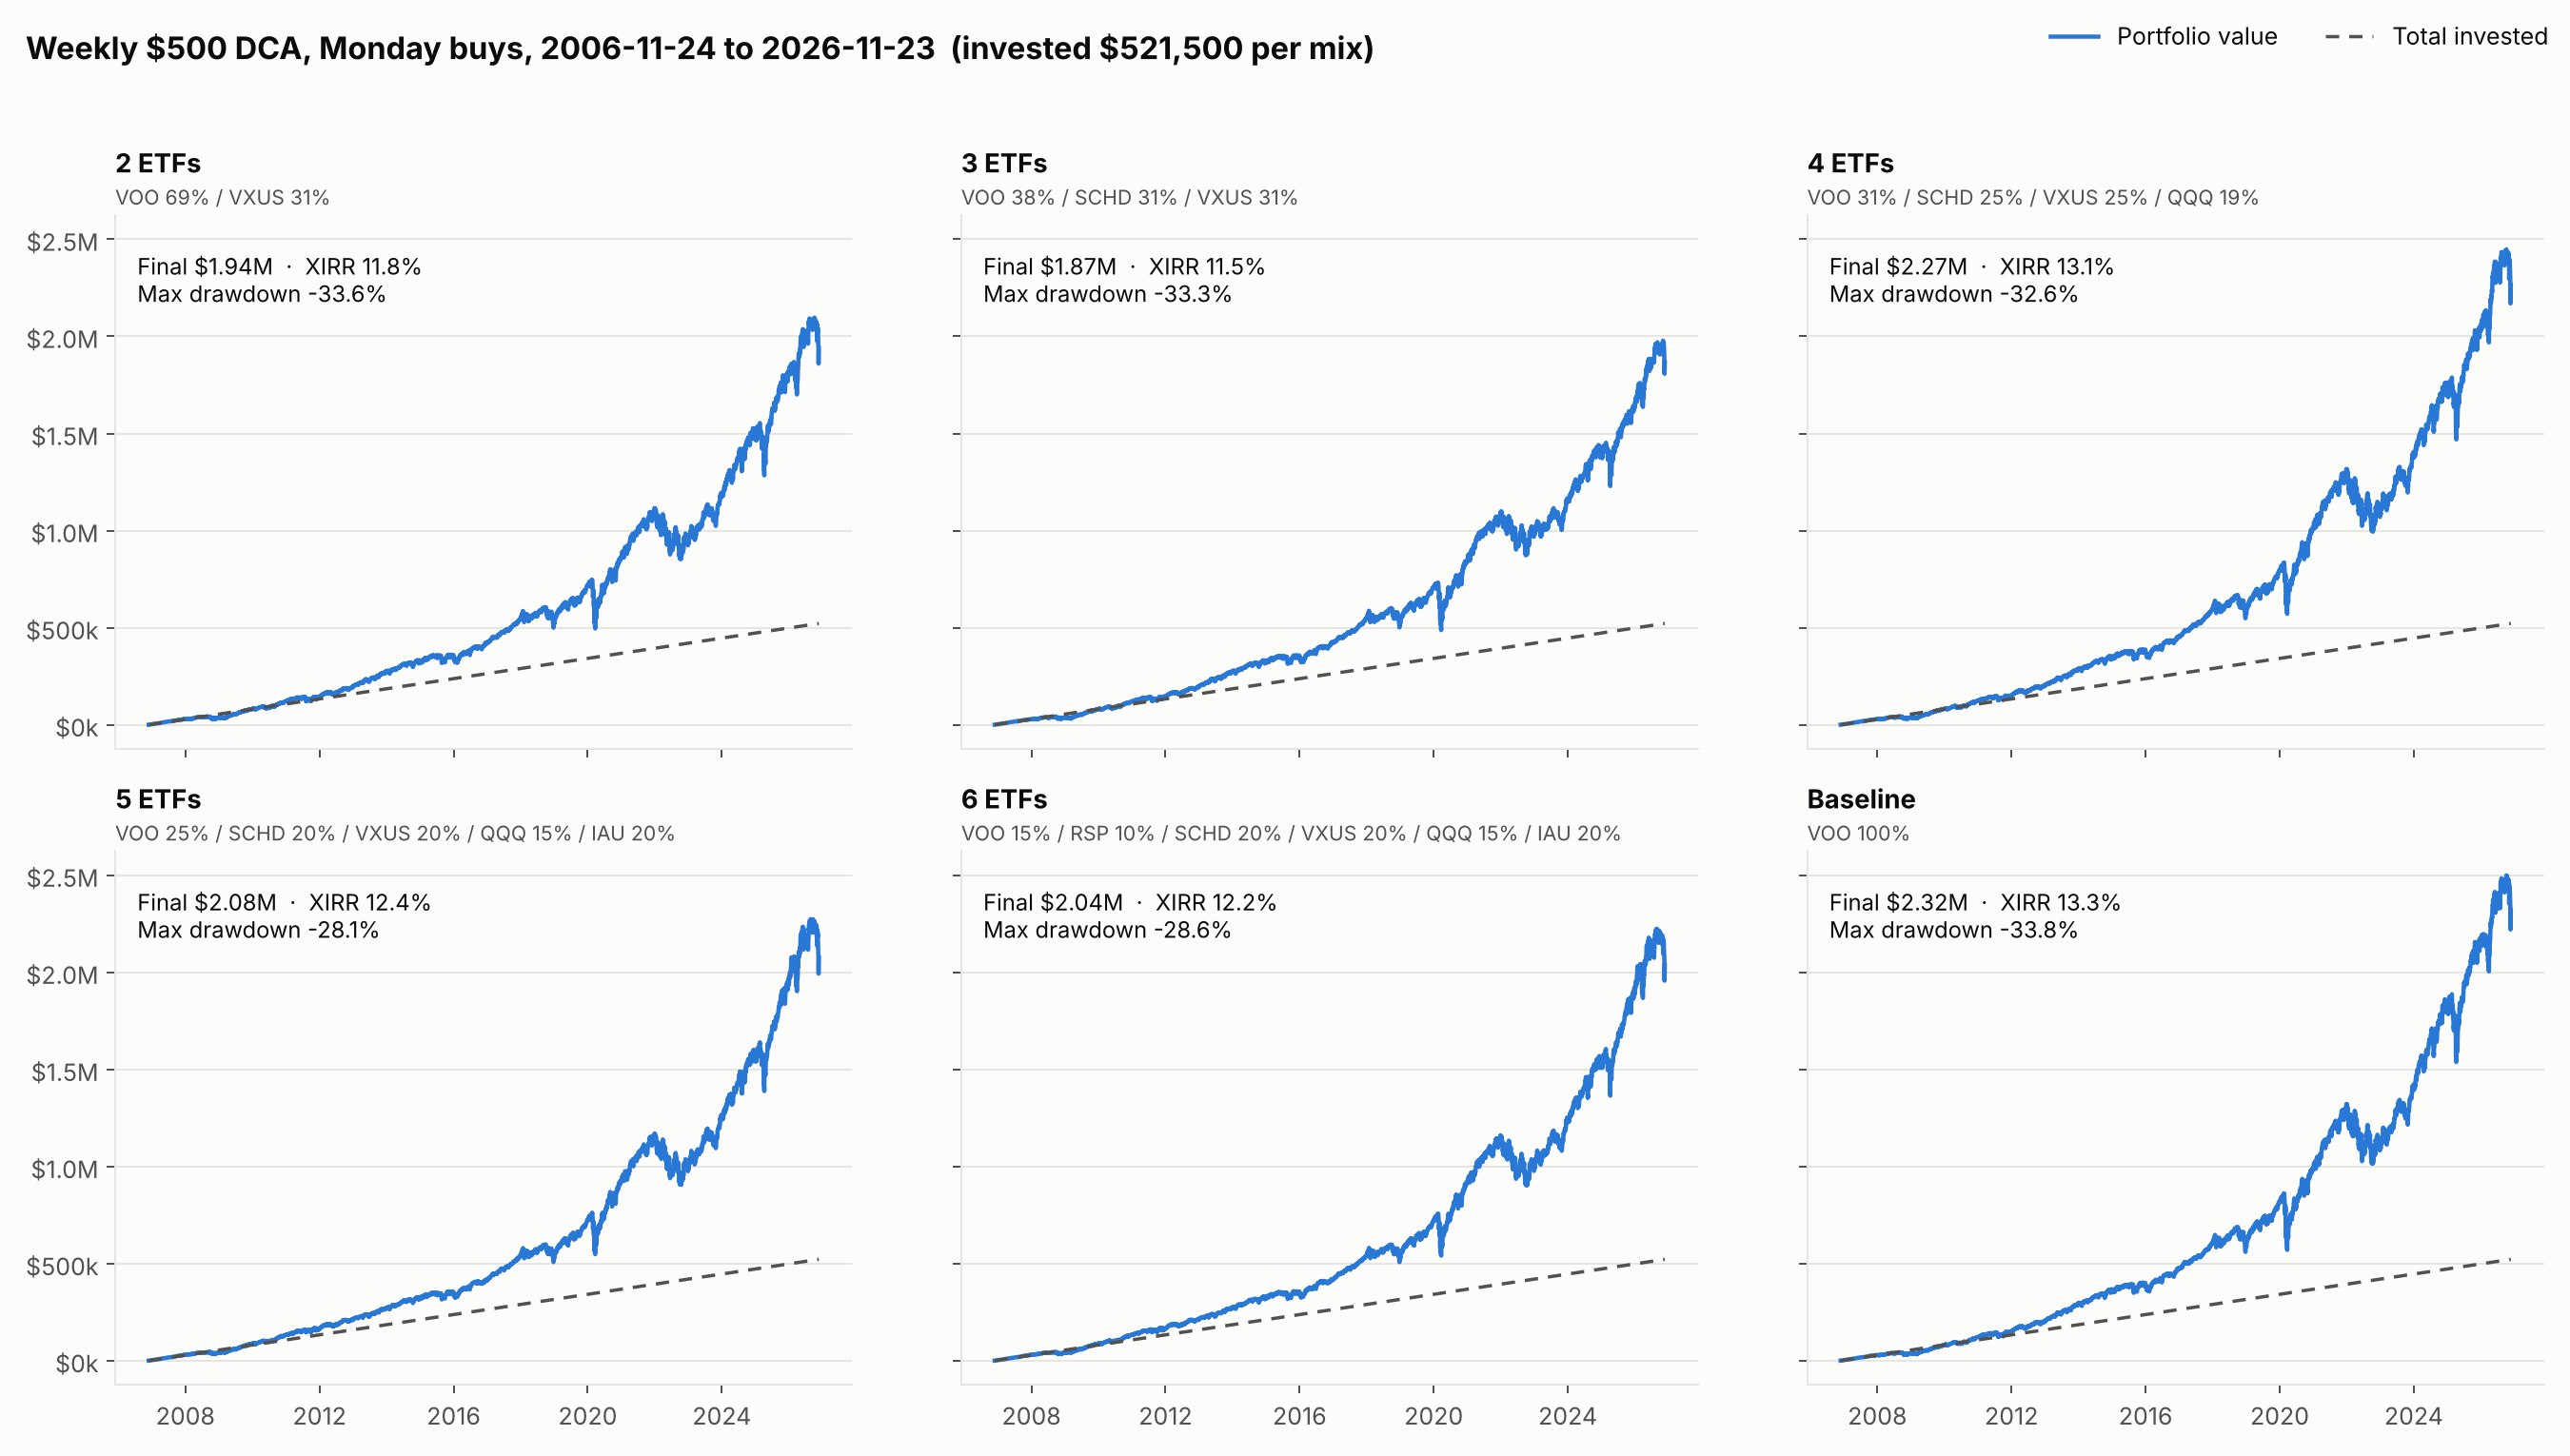 Weekly $500 DCA, Monday buys, 2006-11-24 to 2026-11-23 (invested $521,500 per mix)
Portfolio value
Total invested
2 ETFs
VOO 69% / VXUS 31%
Final $1.94M · XIRR 11.8%
Max drawdown -33.6%
3 ETFs
VOO 38% / SCHD 31% / VXUS 31%
Final $1.87M · XIRR 11.5%
Max drawdown -33.3%
4 ETFs
VOO 31% / SCHD 25% / VXUS 25% / QQQ 19%
Final $2.27M · XIRR 13.1%
Max drawdown -32.6%
$2.5M
$2.0M
$1.5M
$1.0M
$500k
$0k
5 ETFs
VOO 25% / SCHD 20% / VXUS 20% / QQQ 15% / IAU 20%
Final $2.08M · XIRR 12.4%
Max drawdown -28.1%
6 ETFs
VOO 15% / RSP 10% / SCHD 20% / VXUS 20% / QQQ 15% / IAU 20%
Final $2.04M · XIRR 12.2%
Max drawdown -28.6%
Baseline
VOO 100%
Final $2.32M · XIRR 13.3%
Max drawdown -33.8%
$2.5M
$2.0M
$1.5M
$1.0M
$500k
$0k
2008 2012 2016 2020 2024
2008 2012 2016 2020 2024
2008 2012 2016 2020 2024